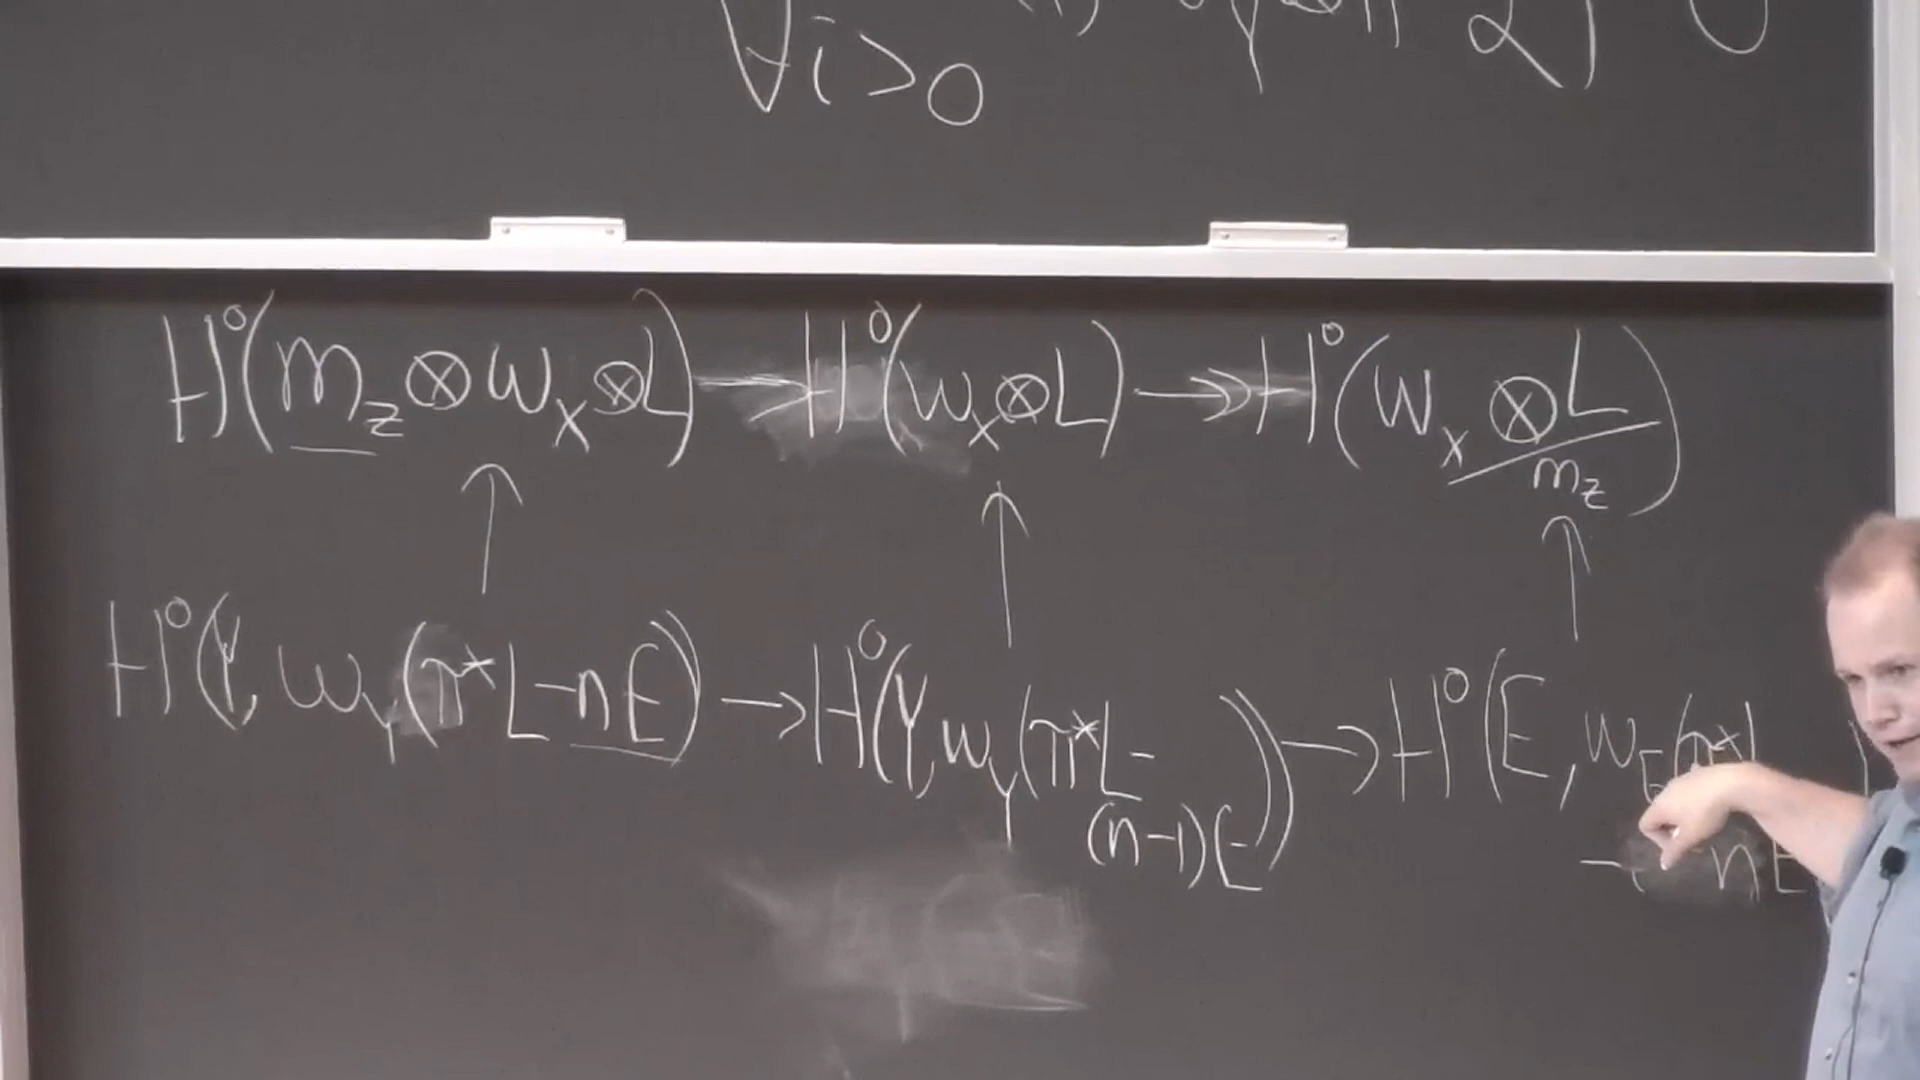 ∀i>0
H⁰(m_z ⊗ ω_X ⊗ L) → H⁰(ω_X ⊗ L) ↠ H⁰(ω_X ⊗ L / m_z)
↑ ↑ ↑
H⁰(Y, ω_Y(π*L - nE)) → H⁰(Y, ω_Y(π*L - (n-1)E)) → H⁰(E, ω_E(π*L - nE